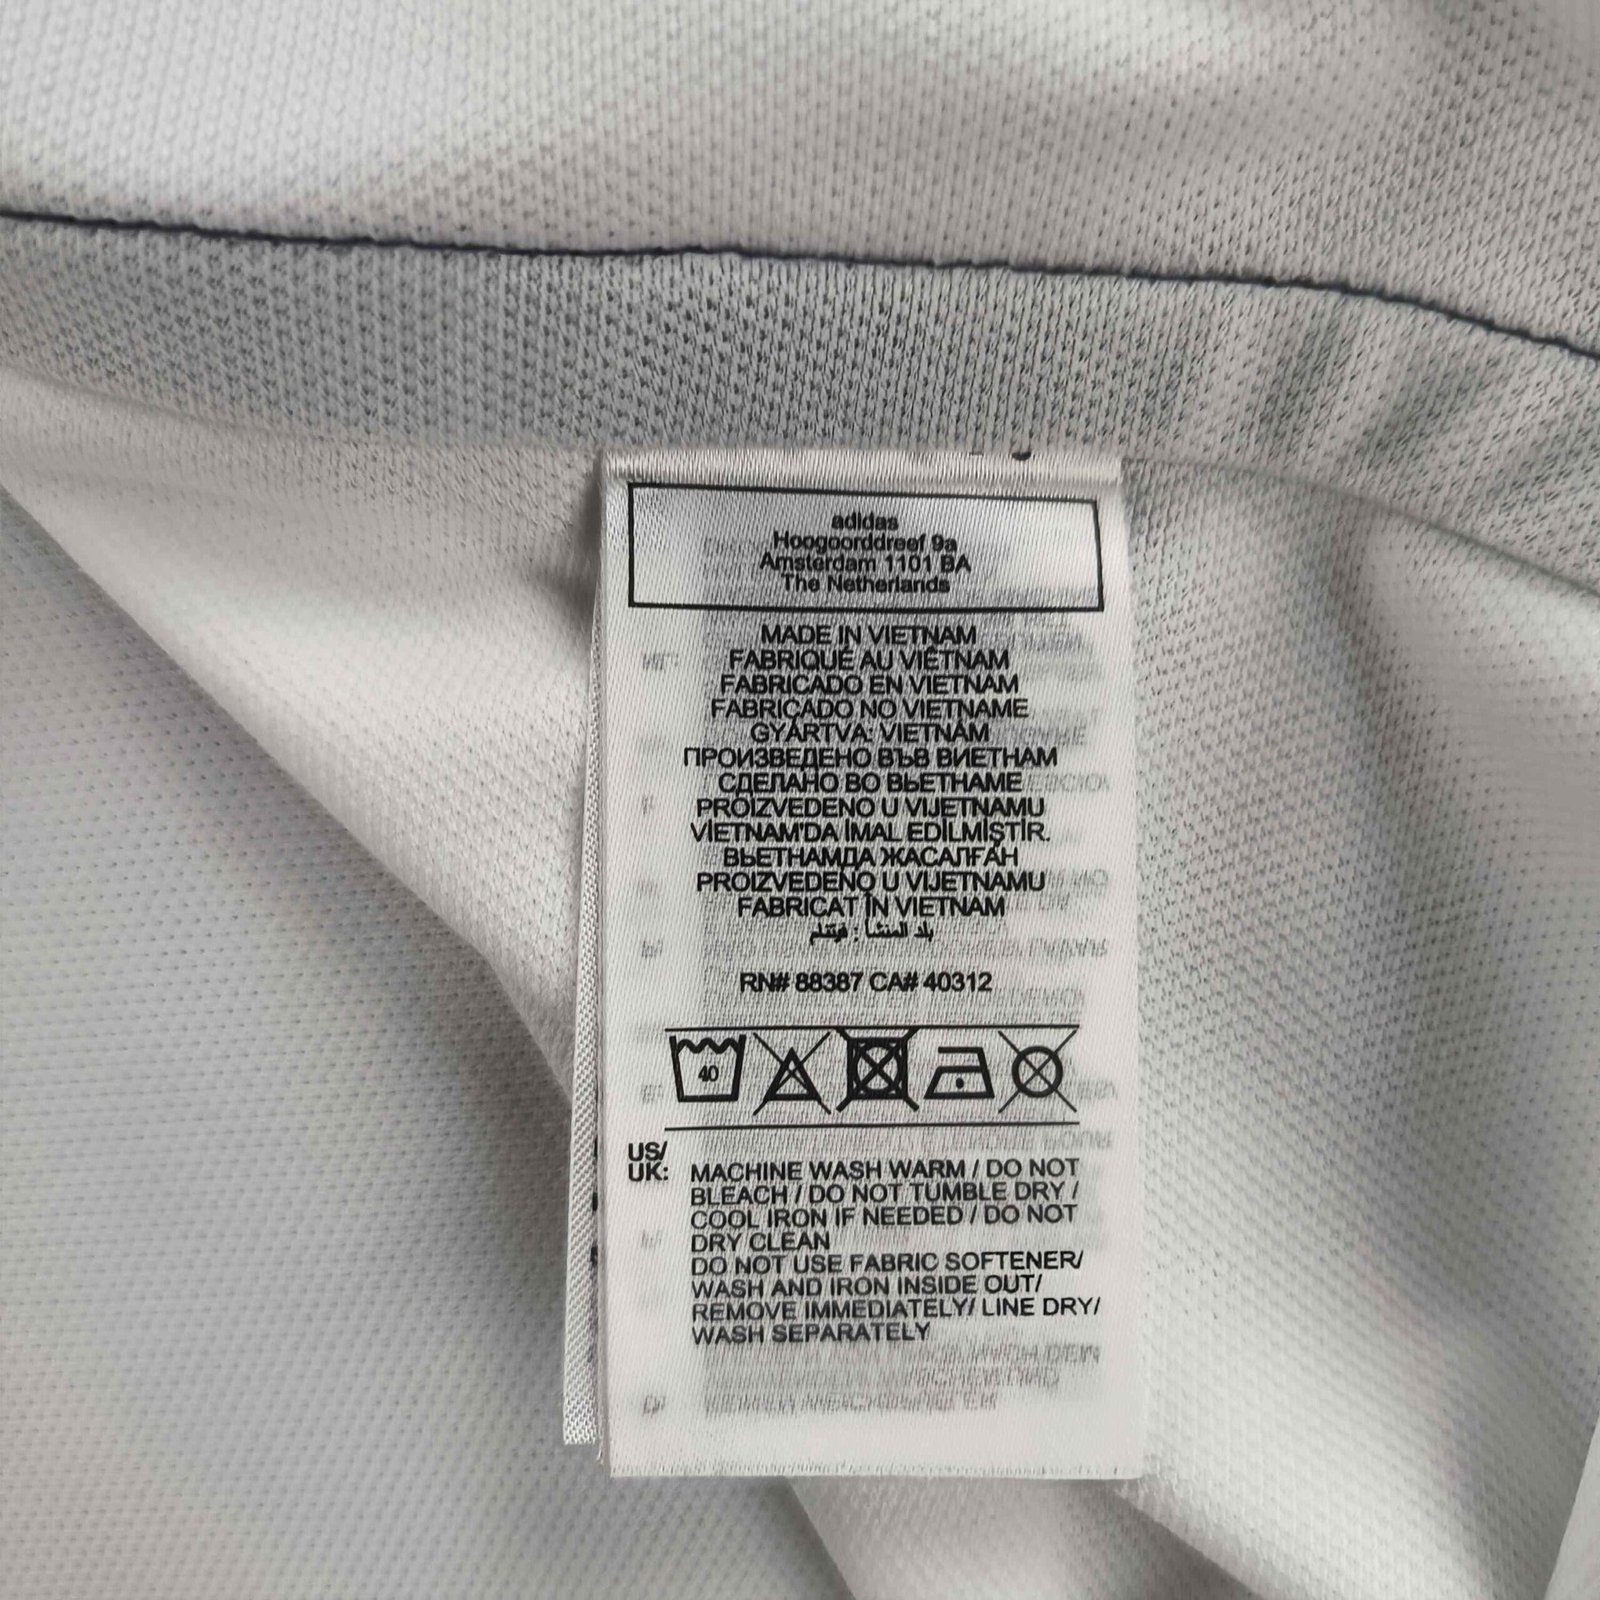 adidas
Hoogoorddreef 9a
Amsterdam 1101 BA
The Netherlands
MADE IN VIETNAM
FABRIQUÉ AU VIÊTNAM
FABRICADO EN VIETNAM
FABRICADO NO VIETNAME
GYÁRTVA: VIETNÁM
ПРОИЗВЕДЕНО ВЪВ ВИЕТНАМ
СДЕЛАНО ВО ВЬЕТНАМЕ
PROIZVEDENO U VIJETNAMU
VİETNAM'DA İMAL EDİLMİŞTİR.
ВЬЕТНАМДА ЖАСАЛҒАН
PROIZVEDENO U VIJETNAMU
FABRICAT ÎN VIETNAM
بلد المنشأ : فيتنام
RN# 88387 CA# 40312
40
US/
UK: MACHINE WASH WARM / DO NOT
BLEACH / DO NOT TUMBLE DRY /
COOL IRON IF NEEDED / DO NOT
DRY CLEAN
DO NOT USE FABRIC SOFTENER/
WASH AND IRON INSIDE OUT/
REMOVE IMMEDIATELY/ LINE DRY/
WASH SEPARATELY